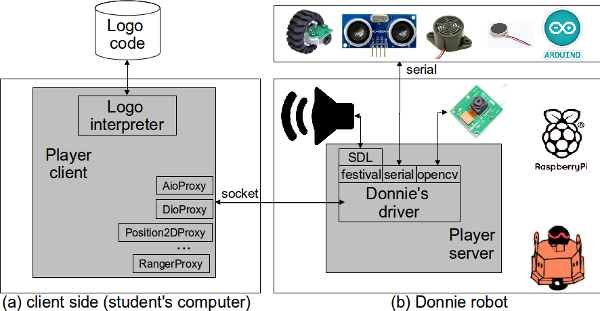 Logo
code
Logo
interpreter
Player
client
AioProxy
DioProxy
Position2DProxy
...
RangerProxy
(a) client side (student's computer)
socket
ARDUINO
serial
SDL
festival serial opencv
Donnie's
driver
Player
server
RaspberryPi
(b) Donnie robot